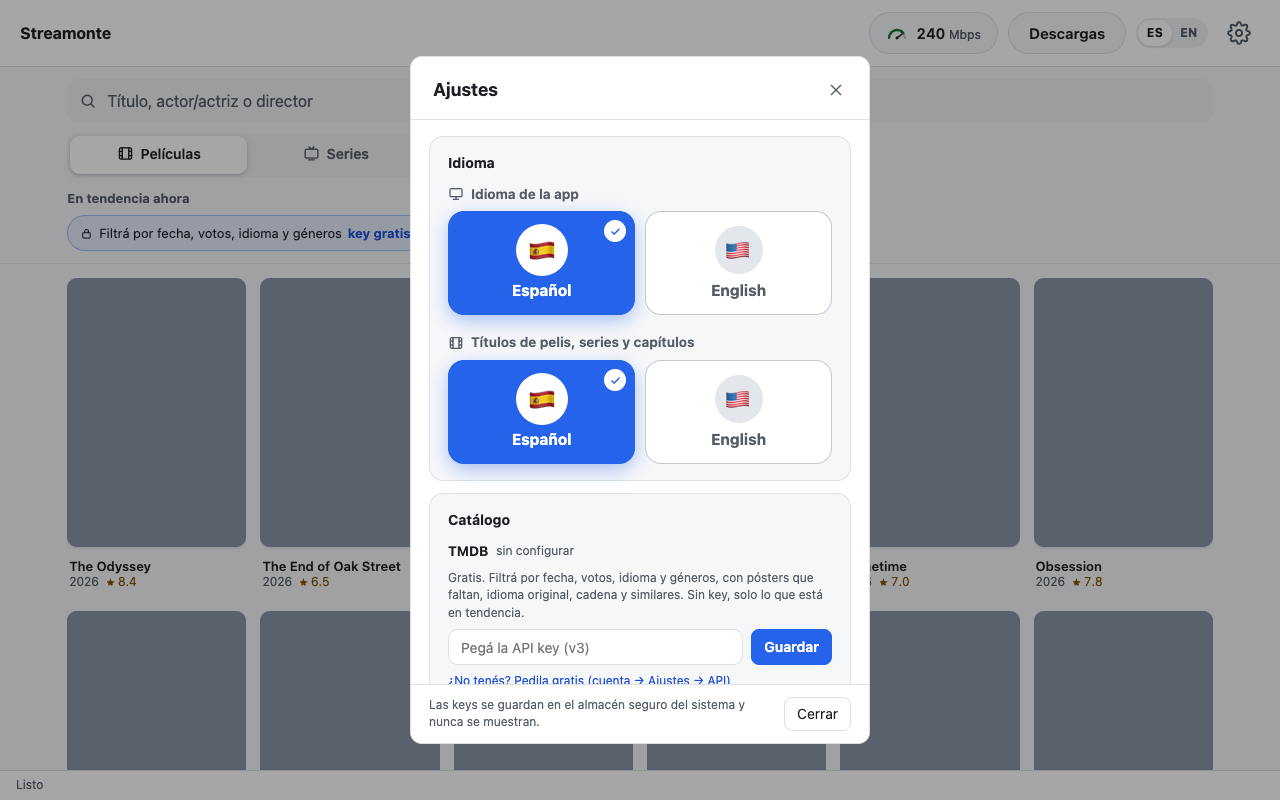 Streamonte
240 Mbps
Descargas
ES EN
Título, actor/actriz o director
Películas
Series
En tendencia ahora
Filtrá por fecha, votos, idioma y géneros key gratis
Ajustes
Idioma
Idioma de la app
Español
English
Títulos de pelis, series y capítulos
Español
English
Catálogo
TMDB sin configurar
Gratis. Filtrá por fecha, votos, idioma y géneros, con pósters que
faltan, idioma original, cadena y similares. Sin key, solo lo que está
en tendencia.
Pegá la API key (v3)
Guardar
¿No tenés? Pedila gratis (cuenta → Ajustes → API)
Las keys se guardan en el almacén seguro del sistema y
nunca se muestran.
Cerrar
The Odyssey
2026 ★ 8.4
The End of Oak Street
2026 ★ 6.5
★ 7.0
Obsession
2026 ★ 7.8
Listo